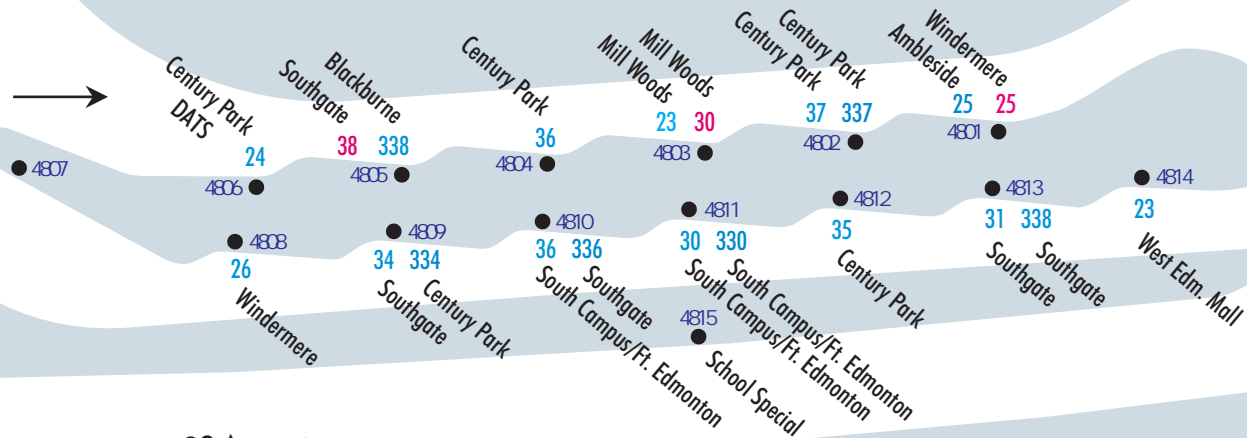 Century Park
DATS
24
4806
4807
Southgate
Blackburne
38 338
4805
Century Park
36
4804
Mill Woods
Mill Woods
23 30
4803
Century Park
Century Park
37 337
4802
Ambleside
Windermere
25 25
4801
4808
26
Windermere
4809
34 334
Southgate
Century Park
4810
36 336
South Campus/Ft. Edmonton
Southgate
4811
30 330
South Campus/Ft. Edmonton
South Campus/Ft. Edmonton
4812
35
Century Park
4813
31 338
Southgate
Southgate
4814
23
West Edm. Mall
4815
School Special